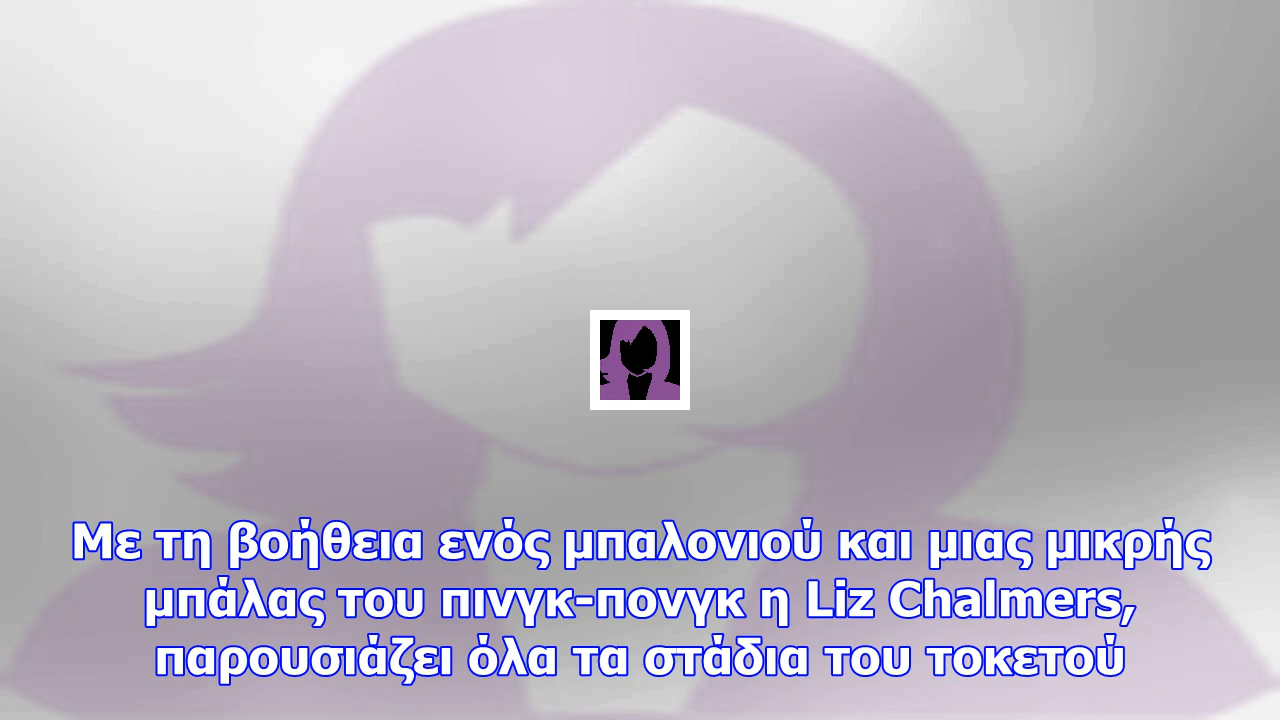 Με τη βοήθεια ενός μπαλονιού και μιας μικρής
μπάλας του πινγκ-πονγκ η Liz Chalmers,
παρουσιάζει όλα τα στάδια του τοκετού